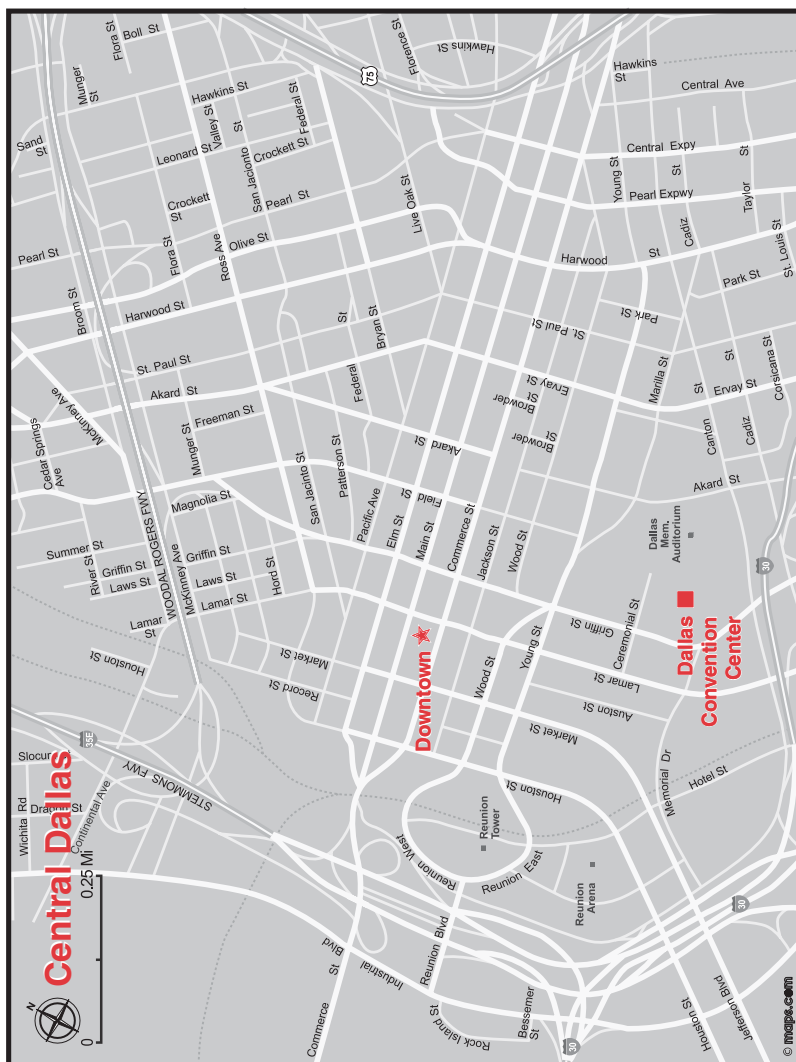 Central Dallas
0
0.25 Mi
N
Wichita Rd
Dragon St
Continental Ave
35E
STEMMONS FWY
Houston St
Lamar
St
Laws St
Griffin St
River St
Summer St
Cedar Springs
Ave
McKinney Ave
WOODAL ROGERS FWY
McKinney Ave
Lamar St
Laws St
Griffin St
Magnolia St
Hord St
Munger St
Freeman St
Akard St
St. Paul St
Harwood St
Broom St
Pearl St
Sand
St
Munger
St
Flora St
Boll St
Hawkins St
Valley St
Leonard St
Crockett
St
Flora St
Ross Ave
Olive St
San Jacionto
St
Crockett St
Federal St
Pearl St
75
Florence St
Hawkins St
Live Oak St
Bryan St
Federal
St
San Jacinto St
Patterson St
Pacific Ave
Elm St
Main St
Commerce St
Jackson St
Wood St
Field
St
Akard St
Market St
Record St
Downtown
Wood St
Young St
Browder
St
Browder
St
Ervay St
St. Paul St
Park St
Harwood
St
Hawkins
St
Central Ave
Central Expy
Young St
St
St
Pearl Expwy
Cadiz
Taylor
St. Louis St
Park St
Marilla St
St
St
Ervay St
Corsicana St
Canton
Cadiz
Akard St
Dallas
Mem.
Auditorium
30
Dallas
Convention
Center
Ceremonial St
Griffin St
Lamar St
Auston St
Market St
Memorial Dr
Hotel St
Houston St
Reunion
Tower
Reunion West
Reunion East
Reunion
Arena
Reunion Blvd
Industrial
Blvd
Commerce
St
Rock Island St
Bessemer
St
30
30
Houston St
Jefferson Blvd
© maps.com